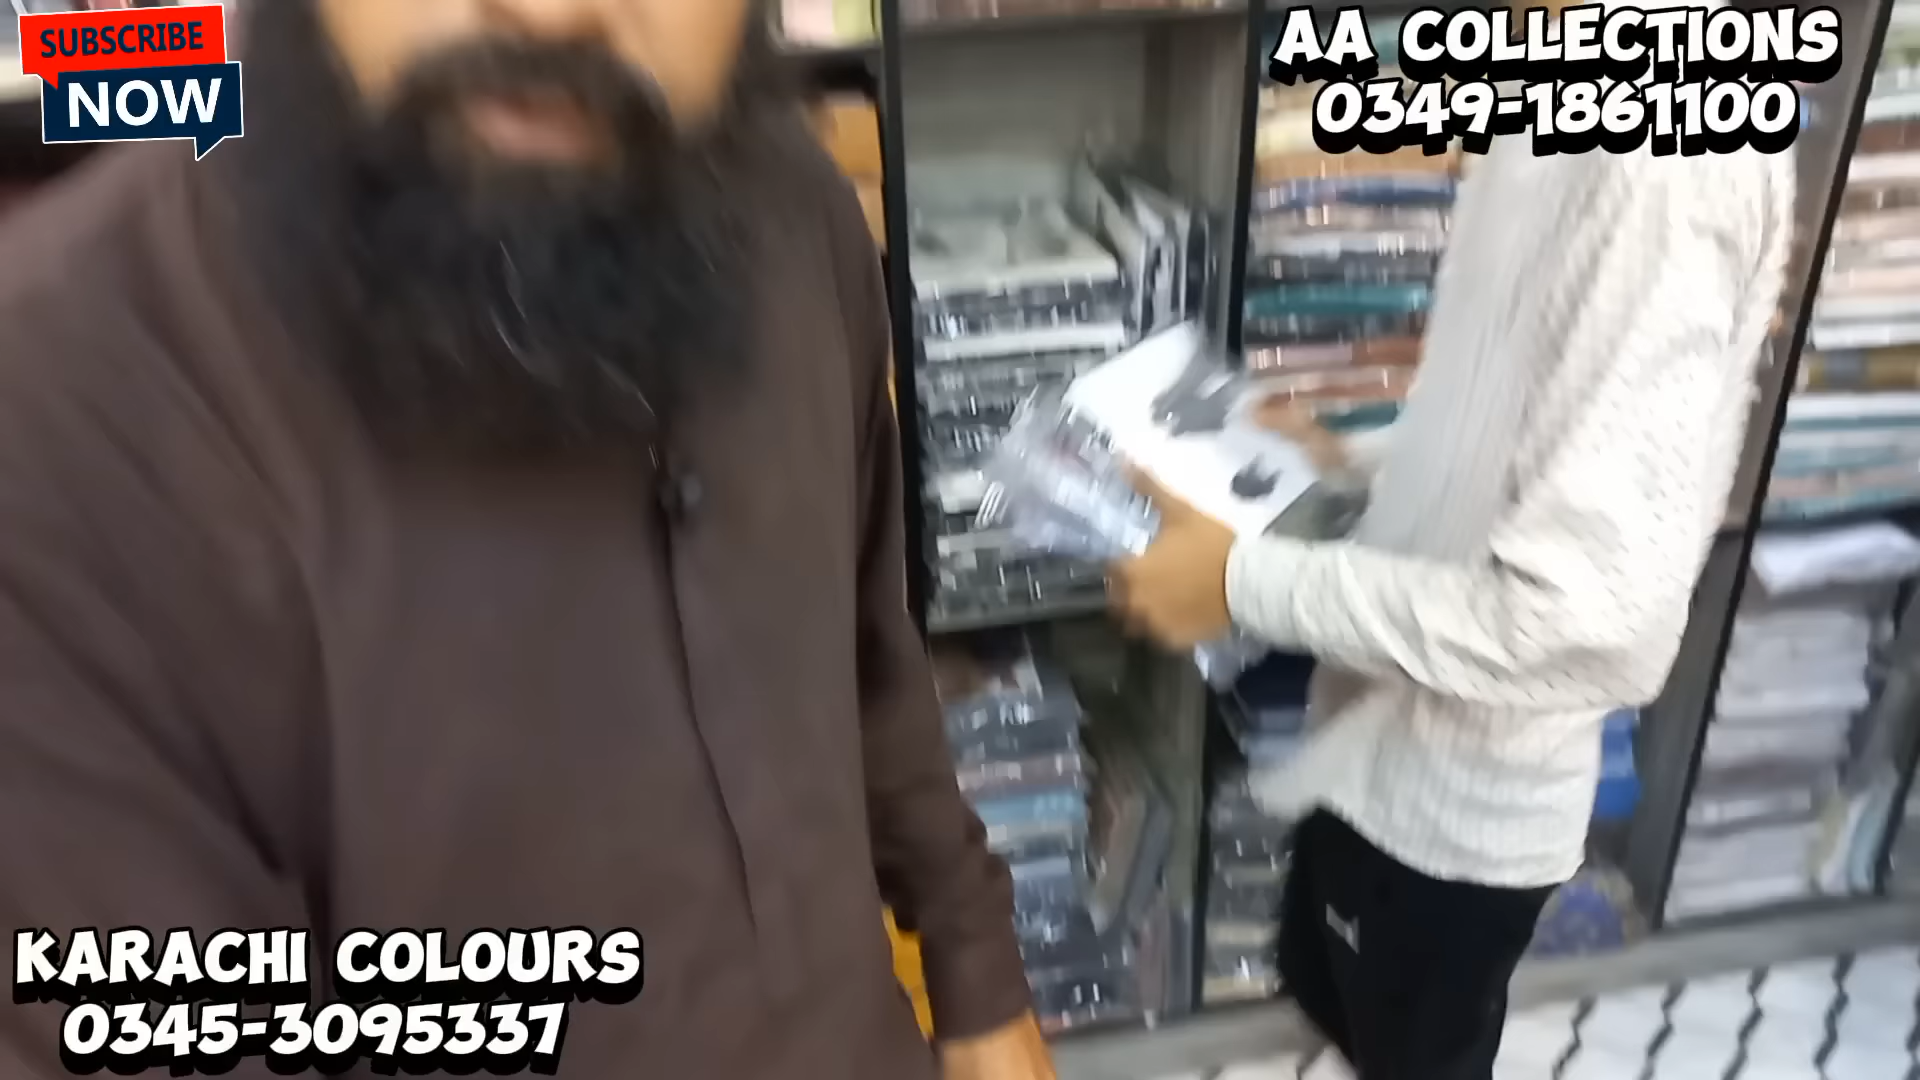 SUBSCRIBE
NOW
AA COLLECTIONS
0349-1861100
KARACHI COLOURS
0345-3095337